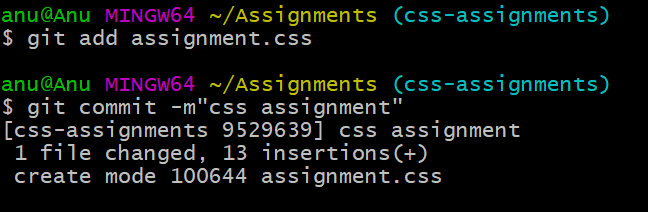 anu@Anu MINGW64 ~/Assignments (css-assignments)
$ git add assignment.css
anu@Anu MINGW64 ~/Assignments (css-assignments)
$ git commit -m"css assignment"
[css-assignments 9529639] css assignment
 1 file changed, 13 insertions(+)
 create mode 100644 assignment.css